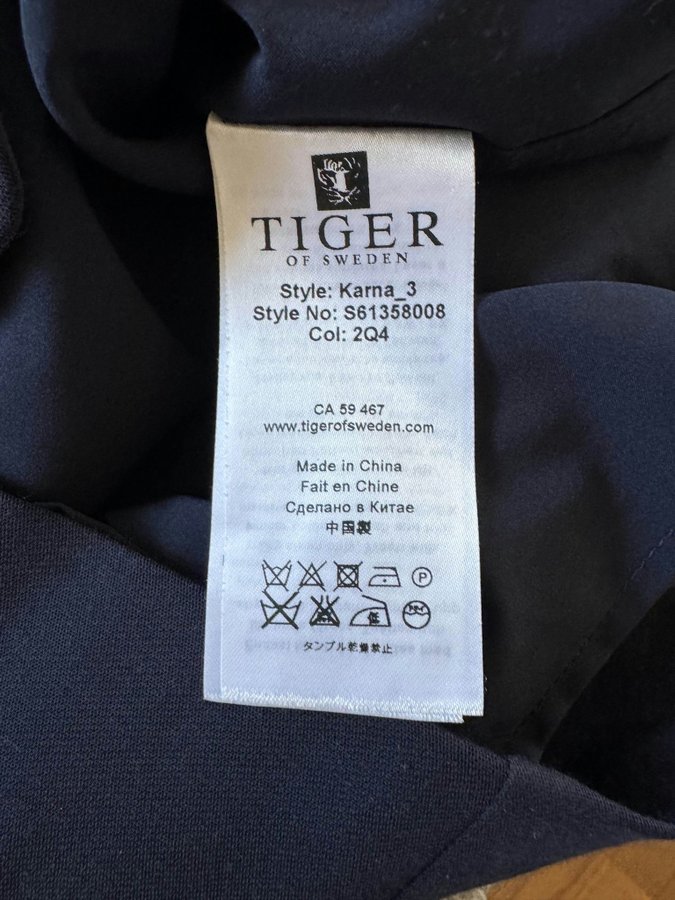 TIGER
OF SWEDEN
Style: Karna_3
Style No: S61358008
Col: 2Q4
CA 59 467
www.tigerofsweden.com
Made in China
Fait en Chine
Сделано в Китае
中国製
P
低
タンブル乾燥禁止